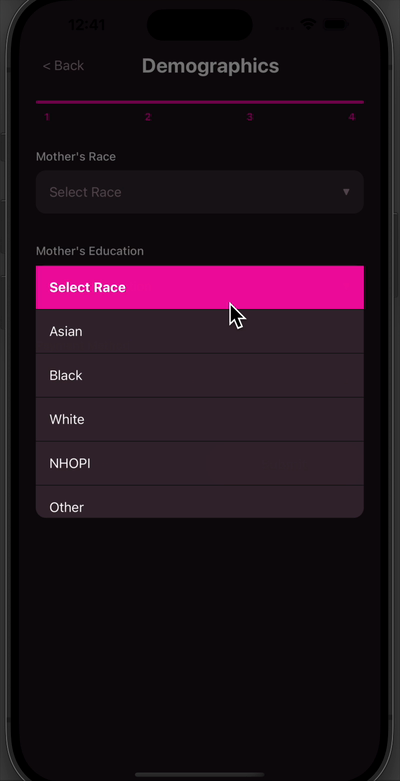 12:41
< Back
Demographics
1 2 3 4
Mother's Race
Select Race ▼
Mother's Education
Select Race
Asian
Black
White
NHOPI
Other